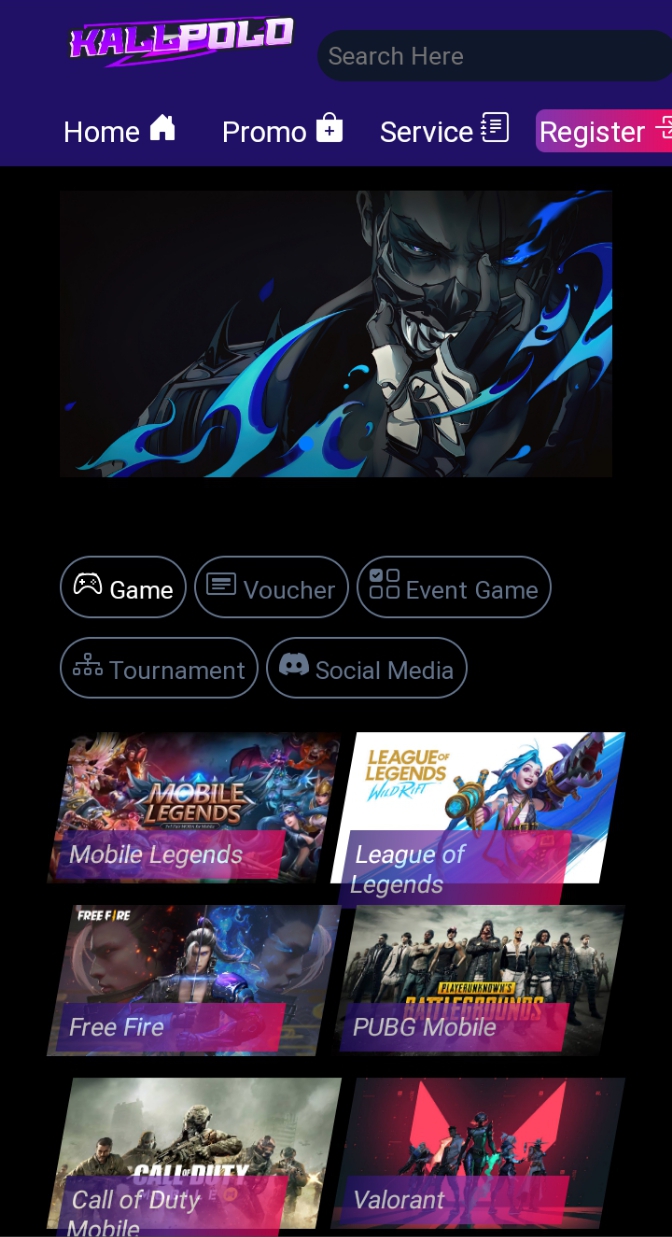 KALLPOLO
Search Here
Home
Promo
Service
Register
Game
Voucher
Event Game
Tournament
Social Media
MOBILE
LEGENDS
Mobile Legends
LEAGUE OF
LEGENDS
WILD RIFT
League of
Legends
FREE FIRE
Free Fire
PLAYERUNKNOWN'S
BATTLEGROUNDS
PUBG Mobile
CALL OF DUTY
Call of Duty
Mobile
Valorant